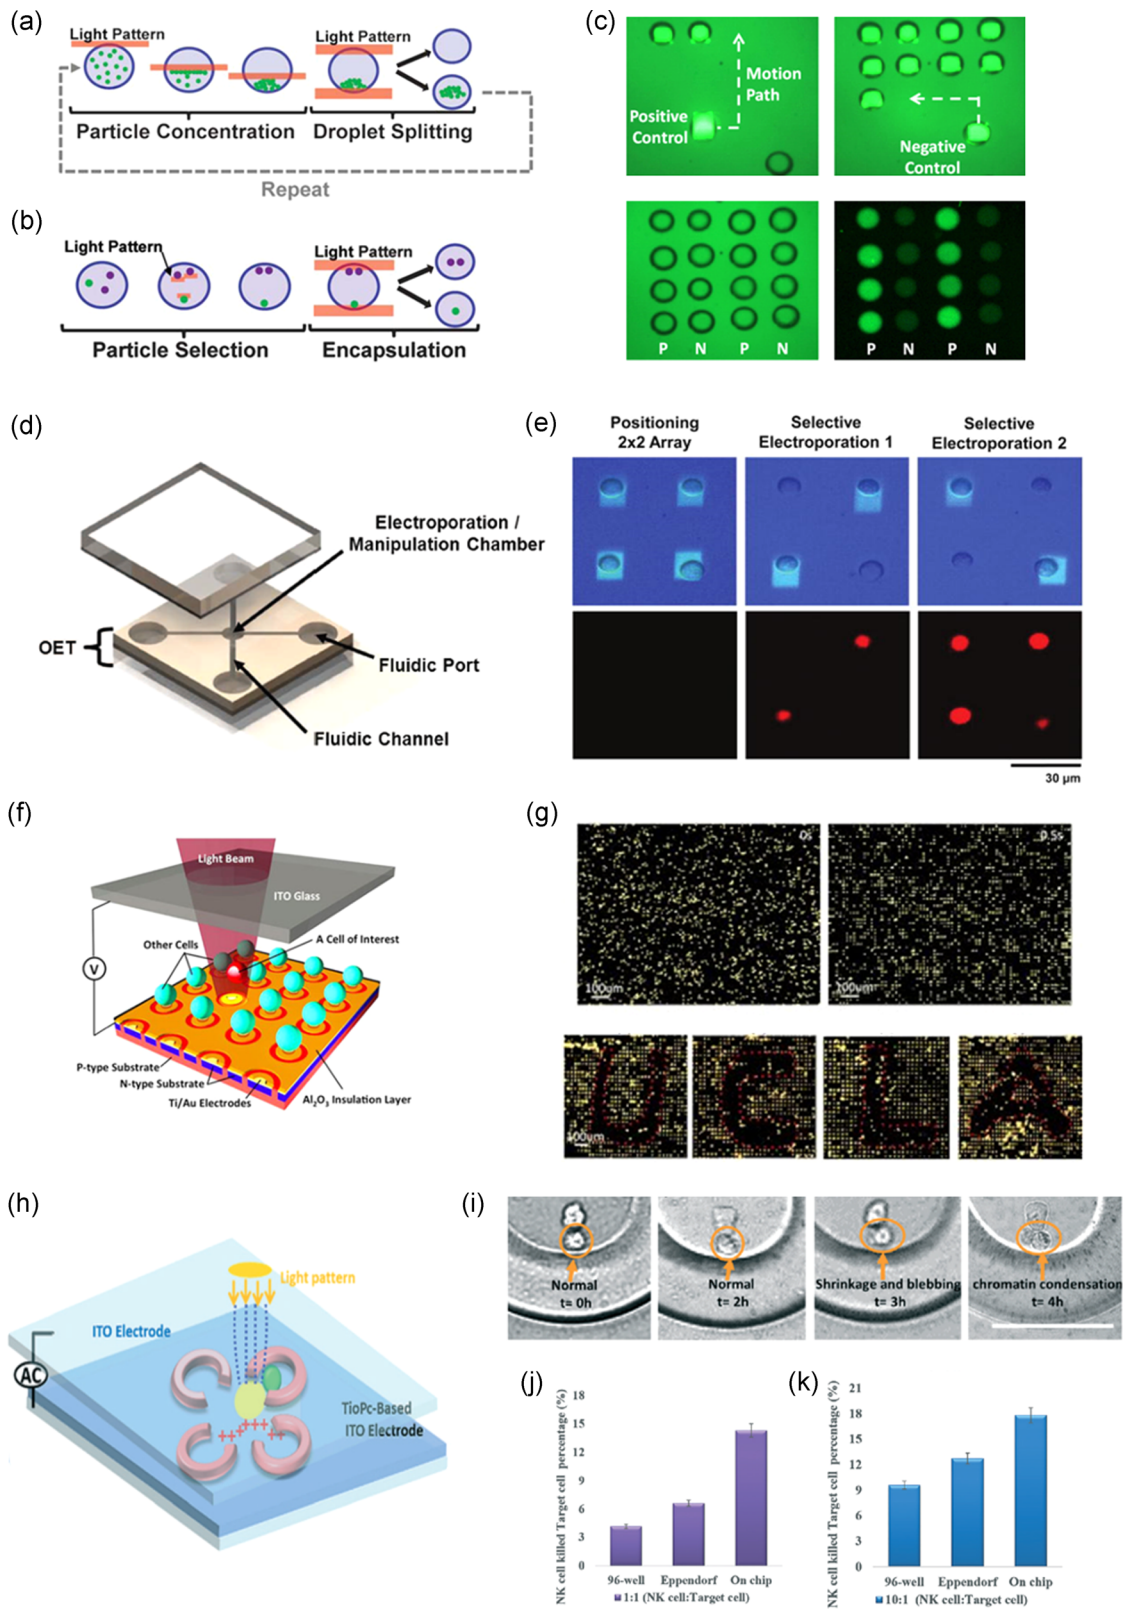 (a)
Light Pattern
Light Pattern
Particle Concentration
Droplet Splitting
Repeat
(b)
Light Pattern
Light Pattern
Particle Selection
Encapsulation
(c)
Motion
Path
Positive
Control
Negative
Control
P N P N
P N P N
(d)
Electroporation /
Manipulation Chamber
OET
Fluidic Port
Fluidic Channel
(e)
Positioning
2x2 Array
Selective
Electroporation 1
Selective
Electroporation 2
30 µm
(f)
Light Beam
ITO Glass
Other Cells
A Cell of Interest
V
P-type Substrate
N-type Substrate
Ti/Au Electrodes
Al2O3 Insulation Layer
(g)
0s
0.5s
100um
100um
100um
(h)
Light pattern
ITO Electrode
AC
TioPc-Based
ITO Electrode
+++
++
++
(i)
Normal
t= 0h
Normal
t= 2h
Shrinkage and blebbing
t= 3h
chromatin condensation
t= 4h
(j)
NK cell killed Target cell percentage (%)
18
15
12
9
6
3
0
96-well Eppendorf On chip
1:1 (NK cell:Target cell)
(k)
NK cell killed Target cell percentage (%)
21
18
15
12
9
6
3
0
96-well Eppendorf On chip
10:1 (NK cell:Target cell)